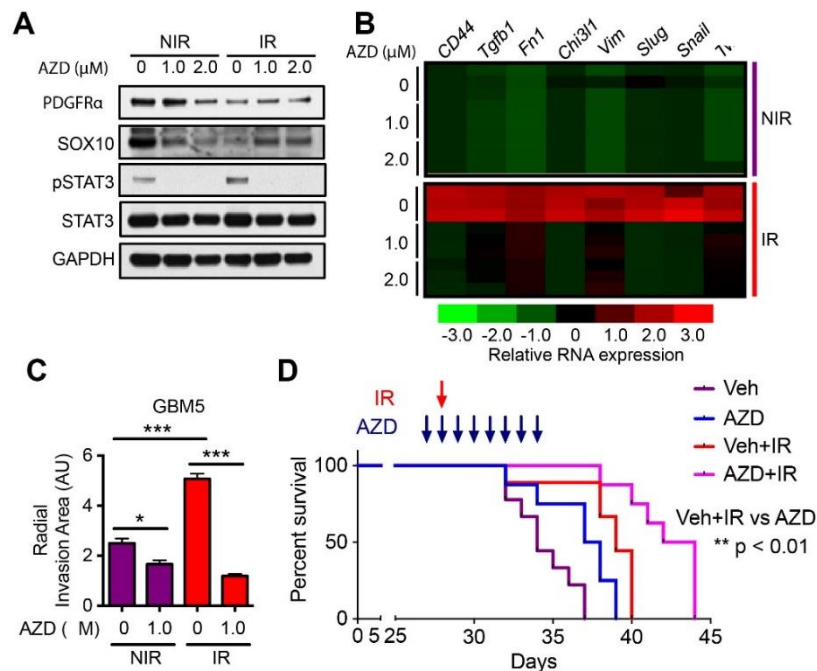 A
NIR IR
AZD (µM) 0 1.0 2.0 0 1.0 2.0
PDGFRα
SOX10
pSTAT3
STAT3
GAPDH
B
AZD (µM) CD44 Tgfb1 Fn1 Chi3l1 Vim Slug Snail
0
1.0
2.0
NIR
0
1.0
2.0
IR
-3.0 -2.0 -1.0 0 1.0 2.0 3.0
Relative RNA expression
C
GBM5
***
***
*
Radial
Invasion Area (AU)
6
4
2
0
AZD ( M) 0 1.0 0 1.0
NIR IR
D
IR
AZD
Veh
AZD
Veh+IR
AZD+IR
Veh+IR vs AZD
** p < 0.01
Percent survival
100
50
0
0 5 25 30 35 40 45
Days